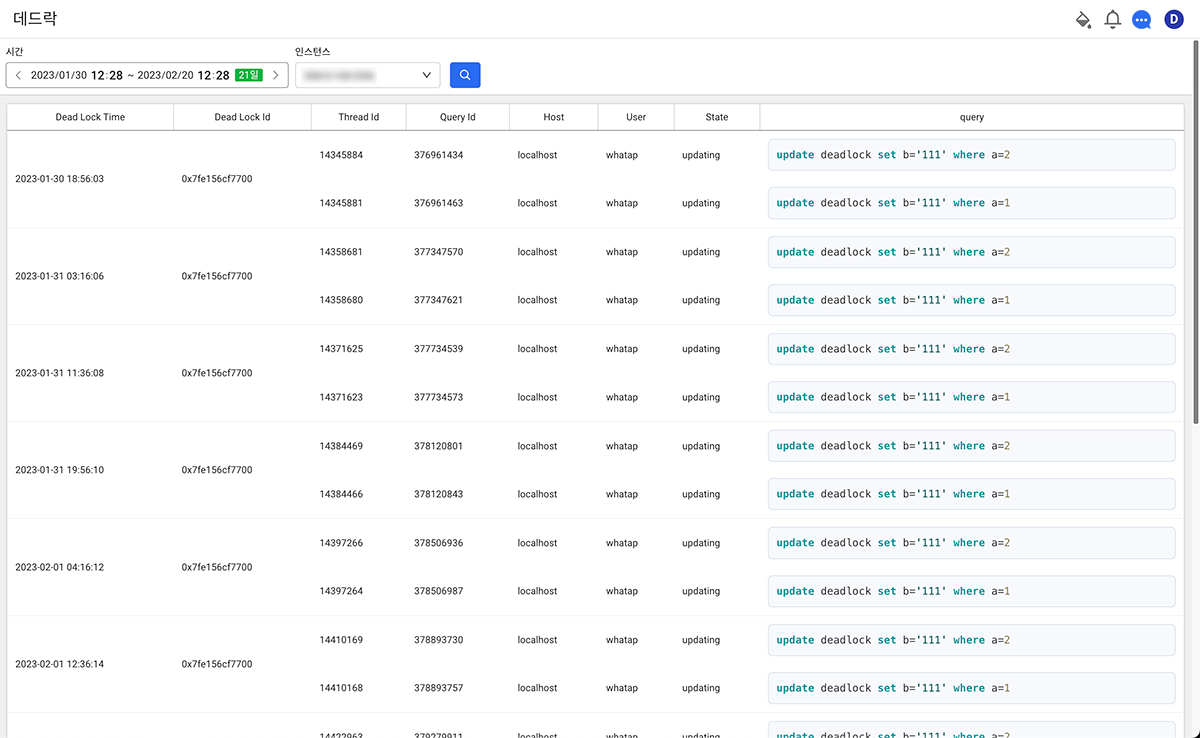 데드락
D
시간
인스턴스
2023/01/30 12:28 ~ 2023/02/20 12:28 21일
Dead Lock Time Dead Lock Id Thread Id Query Id Host User State query
14345884 376961434 localhost whatap updating update deadlock set b='111' where a=2
2023-01-30 18:56:03 0x7fe156cf7700
14345881 376961463 localhost whatap updating update deadlock set b='111' where a=1
14358681 377347570 localhost whatap updating update deadlock set b='111' where a=2
2023-01-31 03:16:06 0x7fe156cf7700
14358680 377347621 localhost whatap updating update deadlock set b='111' where a=1
14371625 377734539 localhost whatap updating update deadlock set b='111' where a=2
2023-01-31 11:36:08 0x7fe156cf7700
14371623 377734573 localhost whatap updating update deadlock set b='111' where a=1
14384469 378120801 localhost whatap updating update deadlock set b='111' where a=2
2023-01-31 19:56:10 0x7fe156cf7700
14384466 378120843 localhost whatap updating update deadlock set b='111' where a=1
14397266 378506936 localhost whatap updating update deadlock set b='111' where a=2
2023-02-01 04:16:12 0x7fe156cf7700
14397264 378506987 localhost whatap updating update deadlock set b='111' where a=1
14410169 378893730 localhost whatap updating update deadlock set b='111' where a=2
2023-02-01 12:36:14 0x7fe156cf7700
14410168 378893757 localhost whatap updating update deadlock set b='111' where a=1
14422963 379279911 localhost whatap updating update deadlock set b='111' where a=2